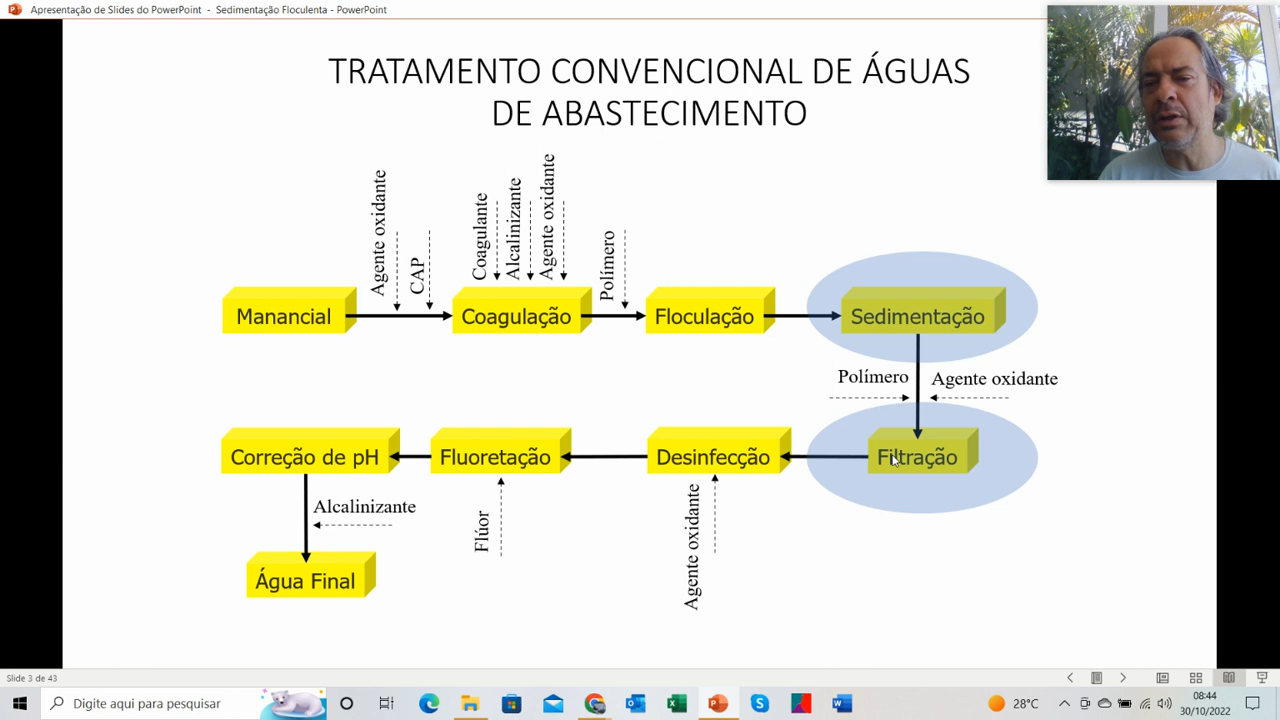 Apresentação de Slides do PowerPoint - Sedimentação Floculenta - PowerPoint
TRATAMENTO CONVENCIONAL DE ÁGUAS
DE ABASTECIMENTO
Agente oxidante
CAP
Coagulante
Alcalinizante
Agente oxidante
Polímero
Manancial
Coagulação
Floculação
Sedimentação
Polímero
Agente oxidante
Correção de pH
Fluoretação
Desinfecção
Filtração
Alcalinizante
Flúor
Agente oxidante
Água Final
Slide 3 de 43
Digite aqui para pesquisar
28°C
08:44
30/10/2022